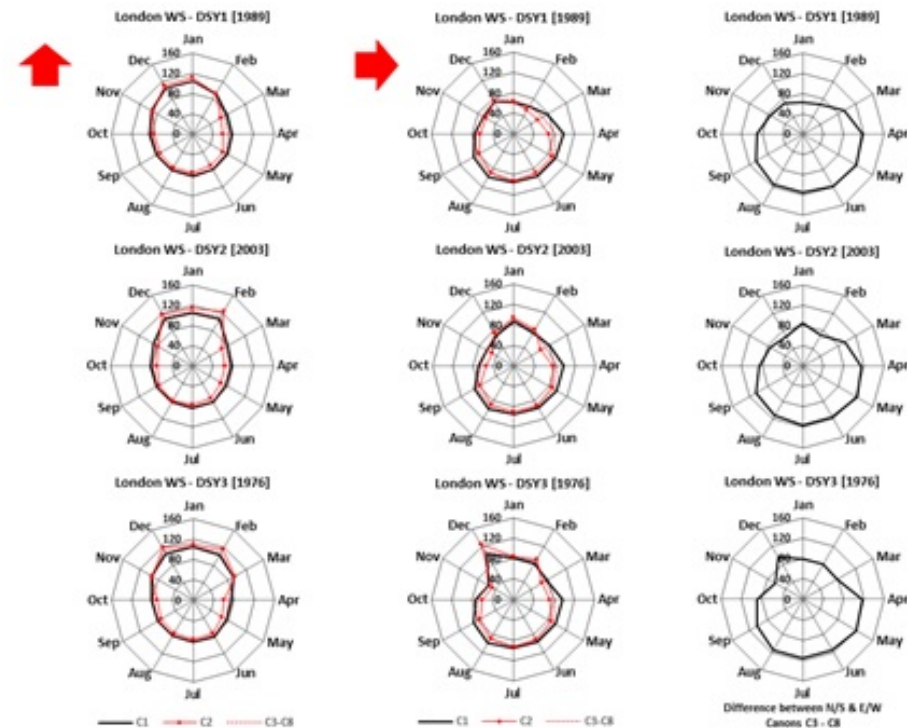 London WS - DSY1 [1989]
Jan
Feb
Mar
Apr
May
Jun
Jul
Aug
Sep
Oct
Nov
Dec
160
120
80
40
0
London WS - DSY1 [1989]
Jan
Feb
Mar
Apr
May
Jun
Jul
Aug
Sep
Oct
Nov
Dec
160
120
80
40
0
London WS - DSY1 [1989]
Jan
Feb
Mar
Apr
May
Jun
Jul
Aug
Sep
Oct
Nov
Dec
160
120
80
40
0
London WS - DSY2 [2003]
Jan
Feb
Mar
Apr
May
Jun
Jul
Aug
Sep
Oct
Nov
Dec
160
120
80
40
0
London WS - DSY2 [2003]
Jan
Feb
Mar
Apr
May
Jun
Jul
Aug
Sep
Oct
Nov
Dec
160
120
80
40
0
London WS - DSY2 [2003]
Jan
Feb
Mar
Apr
May
Jun
Jul
Aug
Sep
Oct
Nov
Dec
160
120
80
40
0
London WS - DSY3 [1976]
Jan
Feb
Mar
Apr
May
Jun
Jul
Aug
Sep
Oct
Nov
Dec
160
120
80
40
0
London WS - DSY3 [1976]
Jan
Feb
Mar
Apr
May
Jun
Jul
Aug
Sep
Oct
Nov
Dec
160
120
80
40
0
London WS - DSY3 [1976]
Jan
Feb
Mar
Apr
May
Jun
Jul
Aug
Sep
Oct
Nov
Dec
160
120
80
40
0
C1 C2 C3-C8
C1 C2 C3-C8
Difference between N/S & E/W
Canons C3 - C8